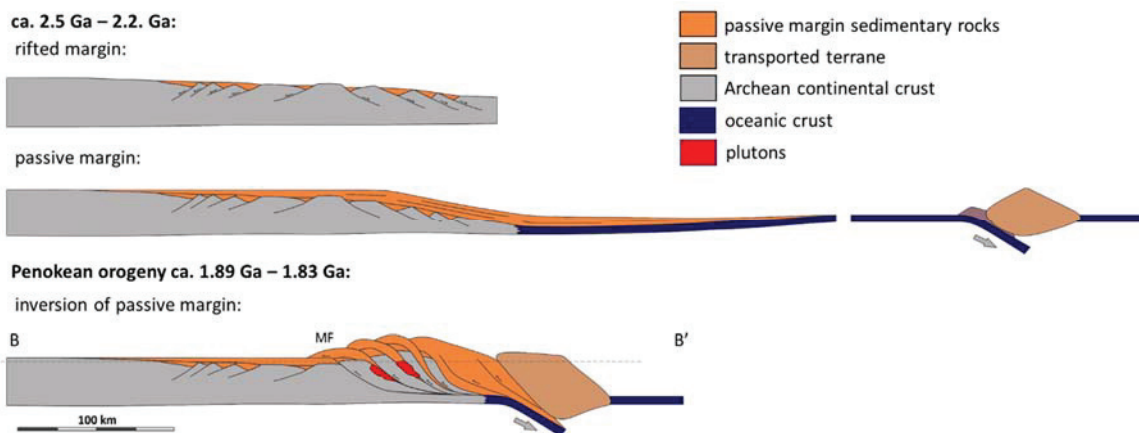 ca. 2.5 Ga – 2.2. Ga:
rifted margin:
passive margin sedimentary rocks
transported terrane
Archean continental crust
oceanic crust
plutons
passive margin:
Penokean orogeny ca. 1.89 Ga – 1.83 Ga:
inversion of passive margin:
B
MF
B'
100 km